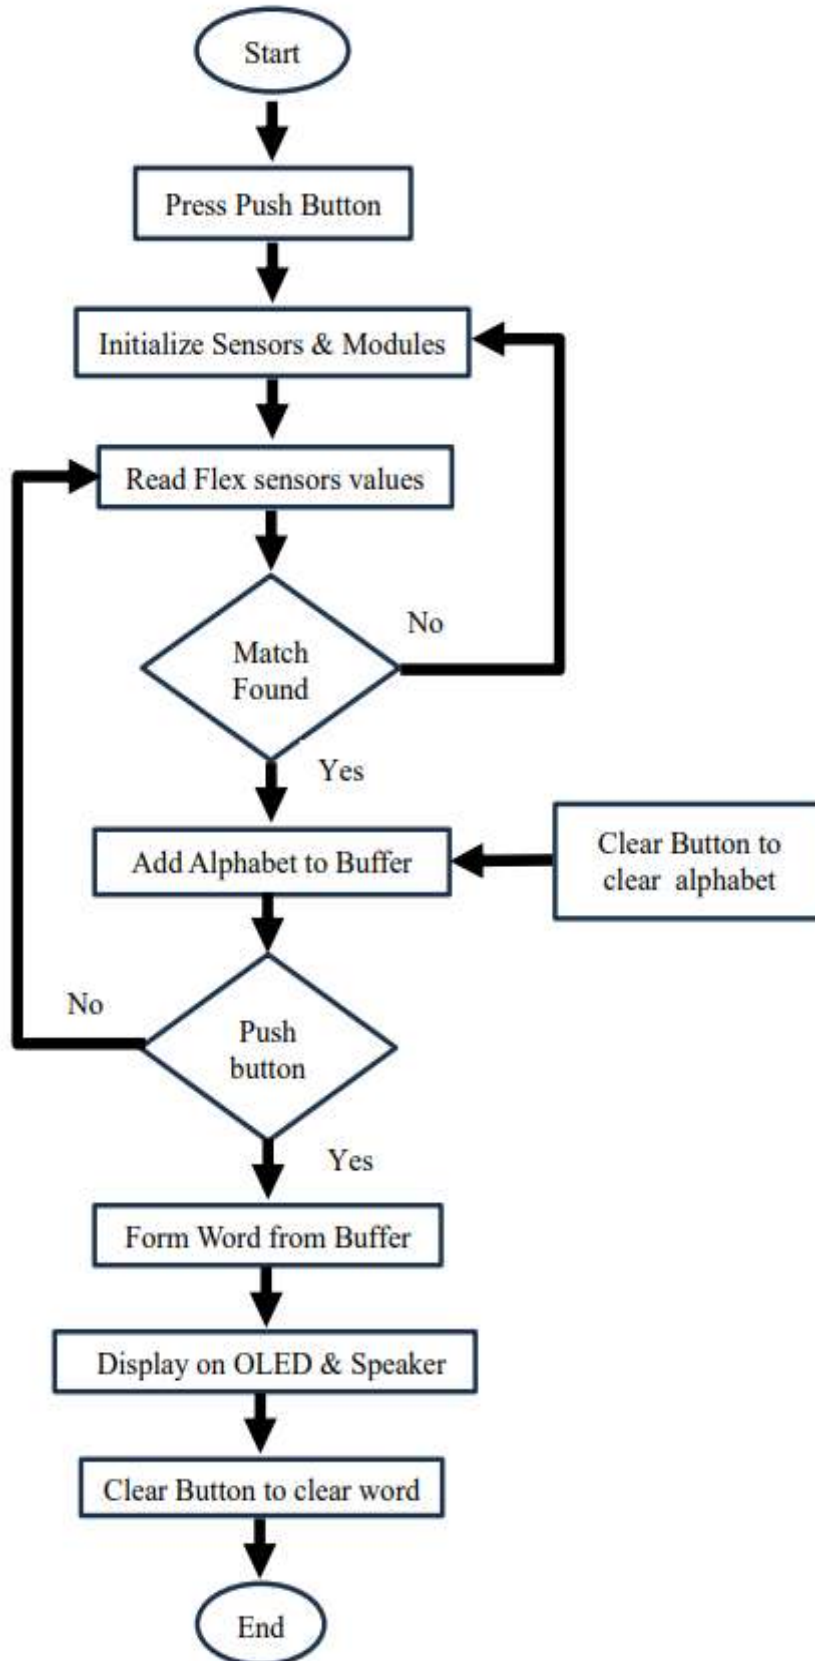 Start
Press Push Button
Initialize Sensors & Modules
Read Flex sensors values
No
Match
Found
Yes
Add Alphabet to Buffer
Clear Button to
clear alphabet
No
Push
button
Yes
Form Word from Buffer
Display on OLED & Speaker
Clear Button to clear word
End